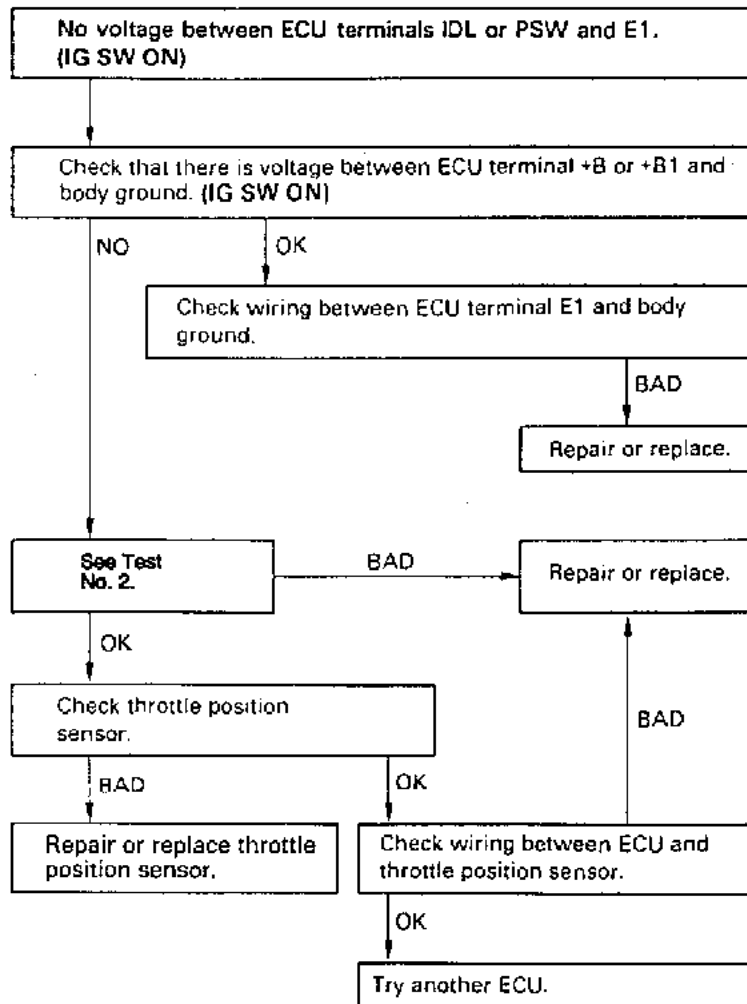 No voltage between ECU terminals IDL or PSW and E1.
(IG SW ON)
Check that there is voltage between ECU terminal +B or +B1 and
body ground. (IG SW ON)
NO
OK
Check wiring between ECU terminal E1 and body
ground.
BAD
Repair or replace.
See Test
No. 2.
BAD
Repair or replace.
OK
Check throttle position
sensor.
BAD
BAD
OK
Repair or replace throttle
position sensor.
Check wiring between ECU and
throttle position sensor.
OK
Try another ECU.